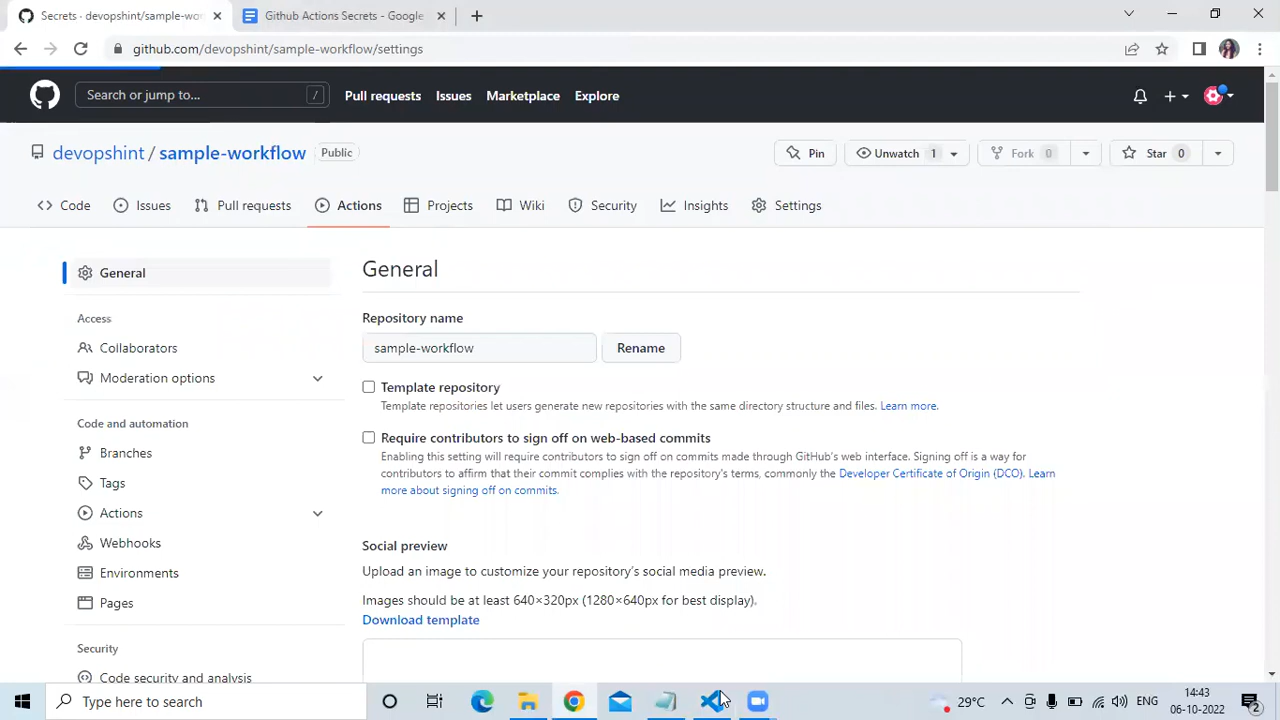 Secrets · devopshint/sample-wo
Github Actions Secrets - Google
github.com/devopshint/sample-workflow/settings
Search or jump to...
/
Pull requests
Issues
Marketplace
Explore
devopshint / sample-workflow
Public
Pin
Unwatch 1
Fork 0
Star 0
Code
Issues
Pull requests
Actions
Projects
Wiki
Security
Insights
Settings
General
Access
Collaborators
Moderation options
Code and automation
Branches
Tags
Actions
Webhooks
Environments
Pages
Security
Code security and analysis
General
Repository name
sample-workflow
Rename
Template repository
Template repositories let users generate new repositories with the same directory structure and files. Learn more.
Require contributors to sign off on web-based commits
Enabling this setting will require contributors to sign off on commits made through GitHub's web interface. Signing off is a way for
contributors to affirm that their commit complies with the repository's terms, commonly the Developer Certificate of Origin (DCO). Learn
more about signing off on commits.
Social preview
Upload an image to customize your repository's social media preview.
Images should be at least 640×320px (1280×640px for best display).
Download template
Type here to search
29°C
ENG
14:43
06-10-2022
2